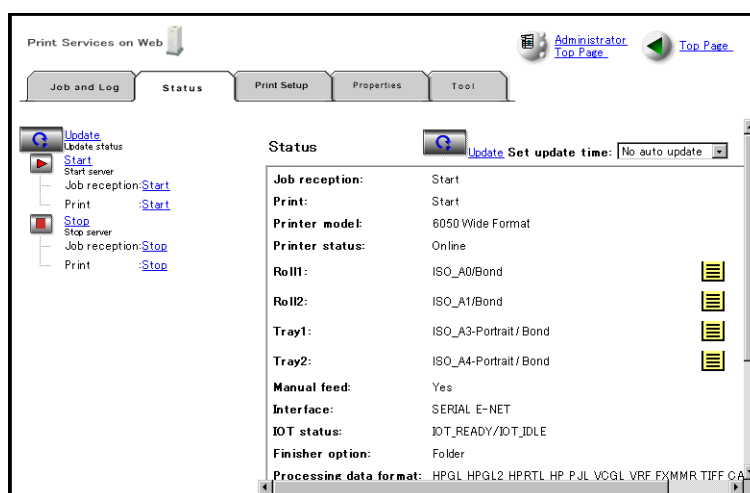 Print Services on Web
Administrator
Top Page
Top Page
Job and Log
Status
Print Setup
Properties
Tool
Update
Update status
Start
Start server
Job reception:Start
Print :Start
Stop
Stop server
Job reception:Stop
Print :Stop
Status
Update Set update time: No auto update
Job reception: Start
Print: Start
Printer model: 6050 Wide Format
Printer status: Online
Roll1: ISO_A0/Bond
Roll2: ISO_A1/Bond
Tray1: ISO_A3-Portrait / Bond
Tray2: ISO_A4-Portrait / Bond
Manual feed: Yes
Interface: SERIAL E-NET
IOT status: IOT_READY/IOT_IDLE
Finisher option: Folder
Processing data format: HPGL HPGL2 HPRTL HP PJL VCGL VRF FXMMR TIFF CA